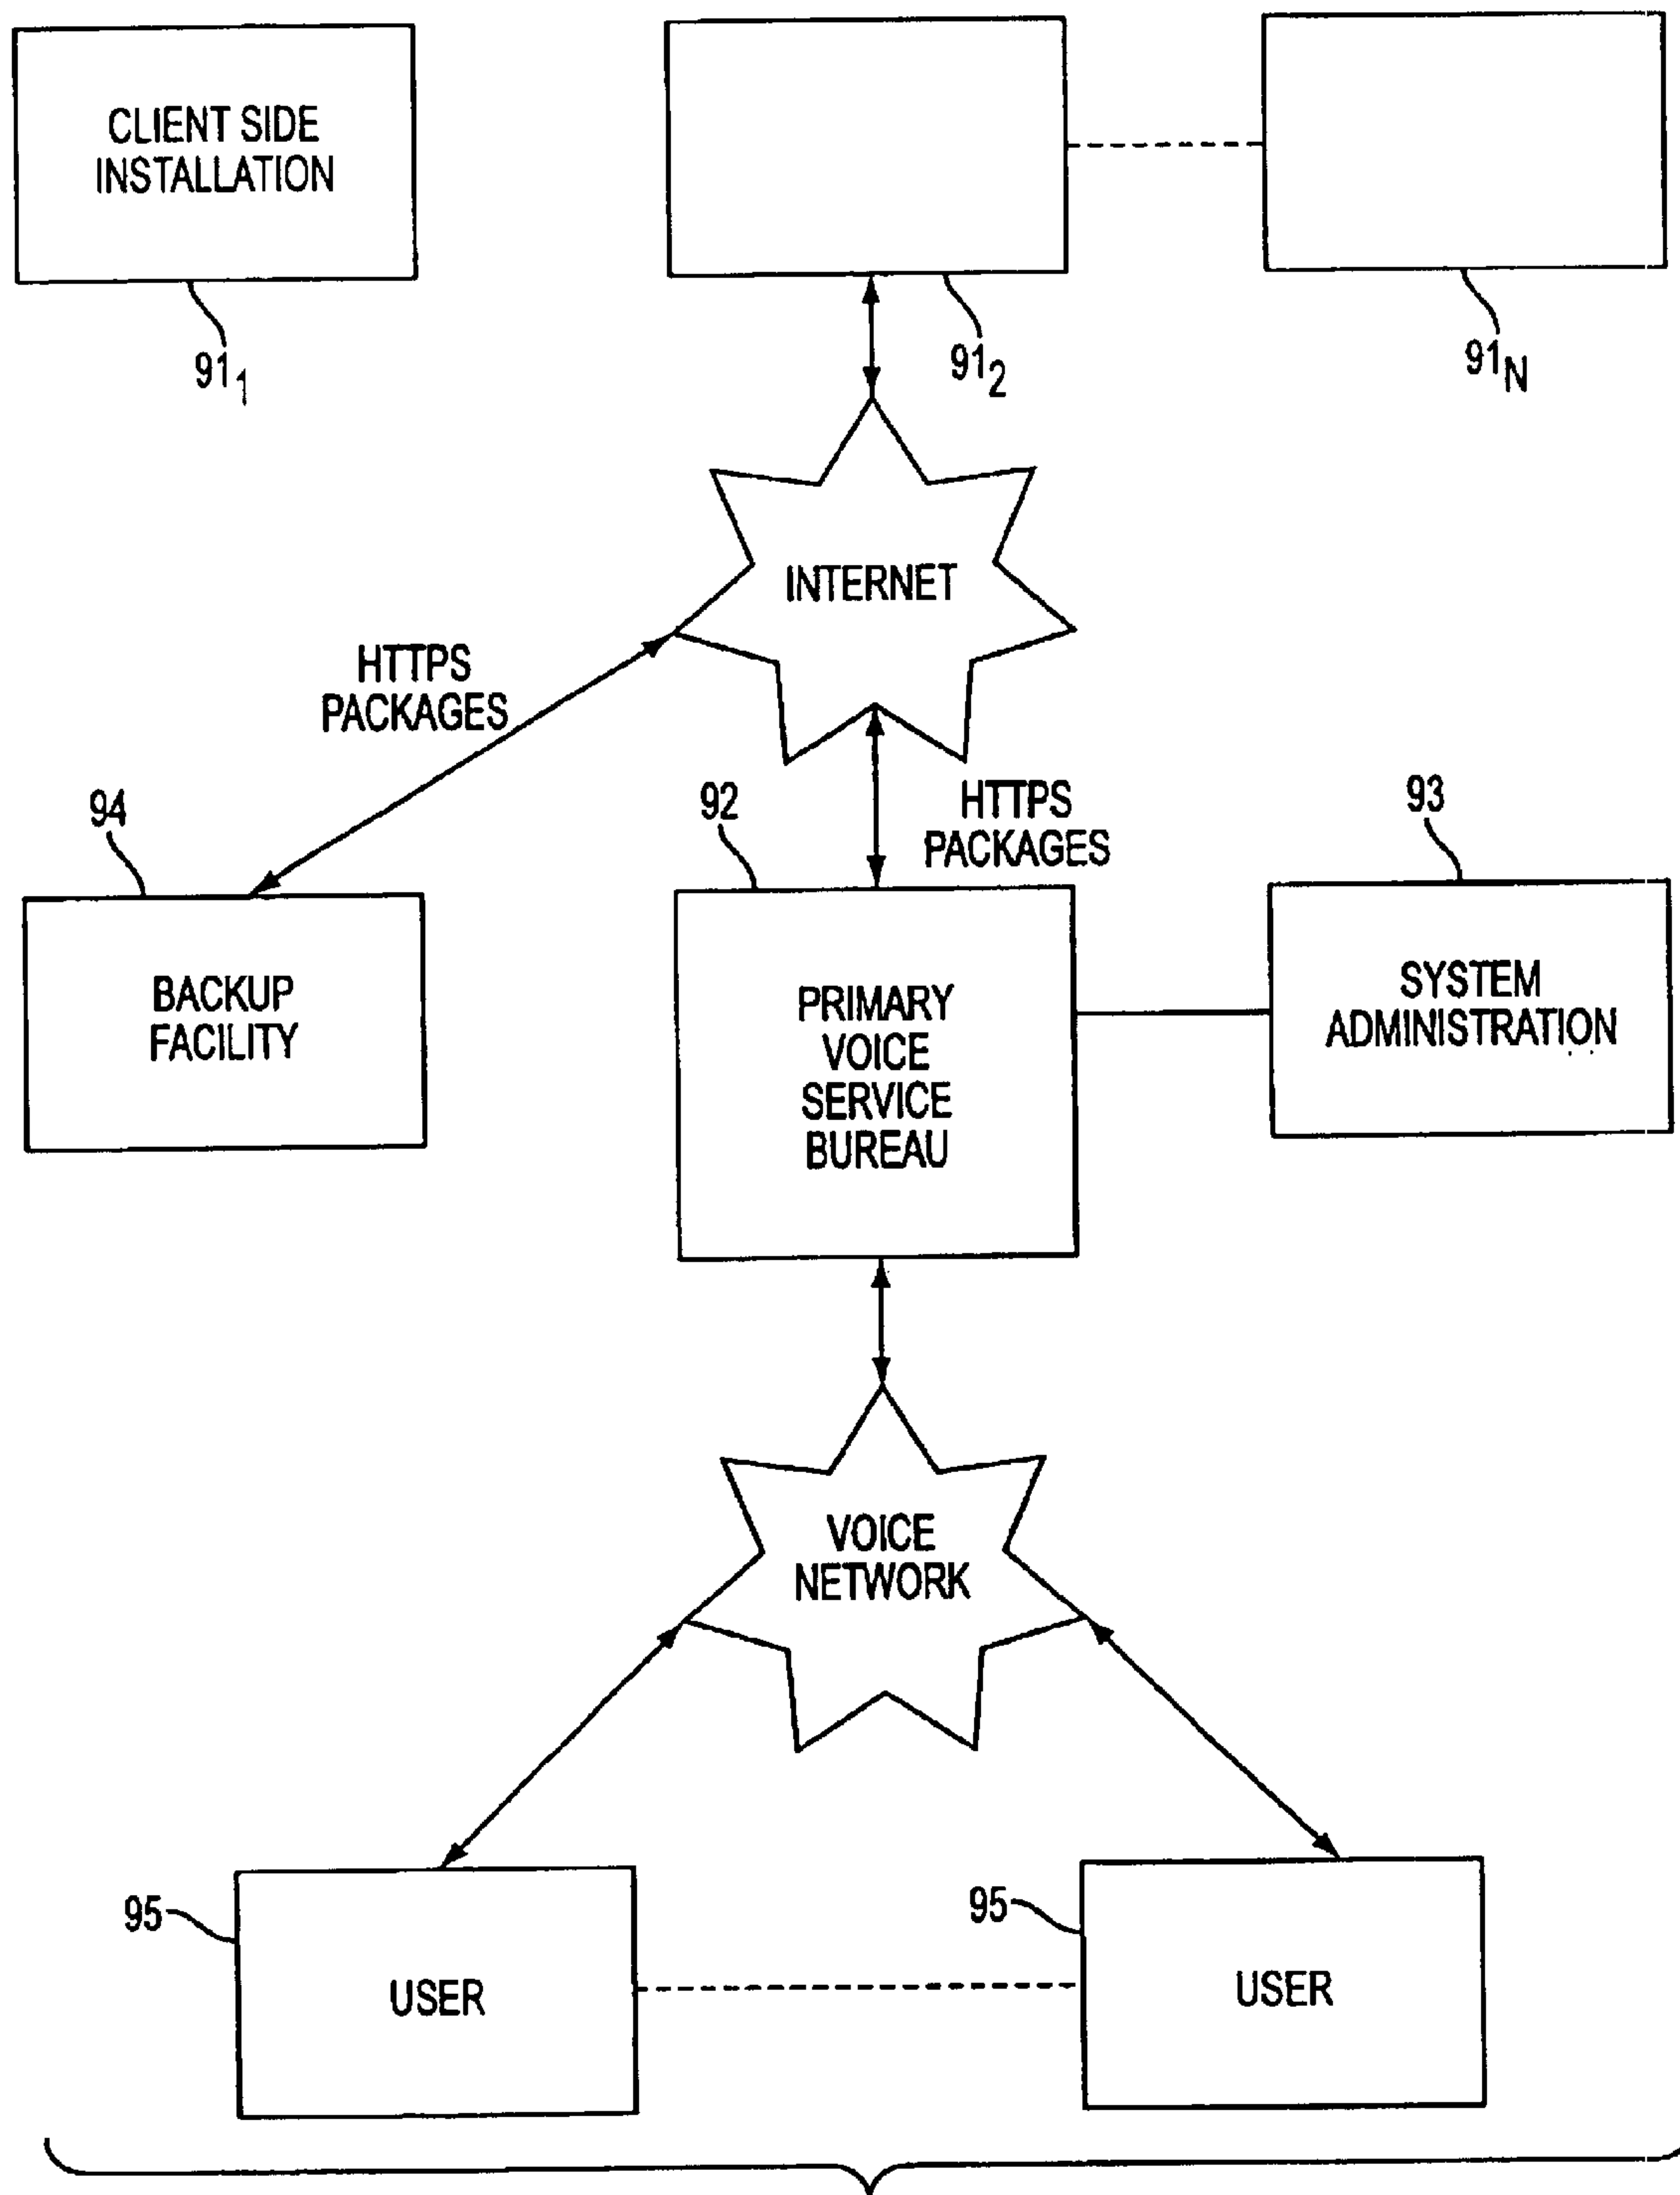 CLIENT SIDE
INSTALLATION
91₁
91₂
91N
INTERNET
HTTPS
PACKAGES
HTTPS
PACKAGES
94
92
93
BACKUP
FACILITY
PRIMARY
VOICE
SERVICE
BUREAU
SYSTEM
ADMINISTRATION
VOICE
NETWORK
95
USER
95
USER